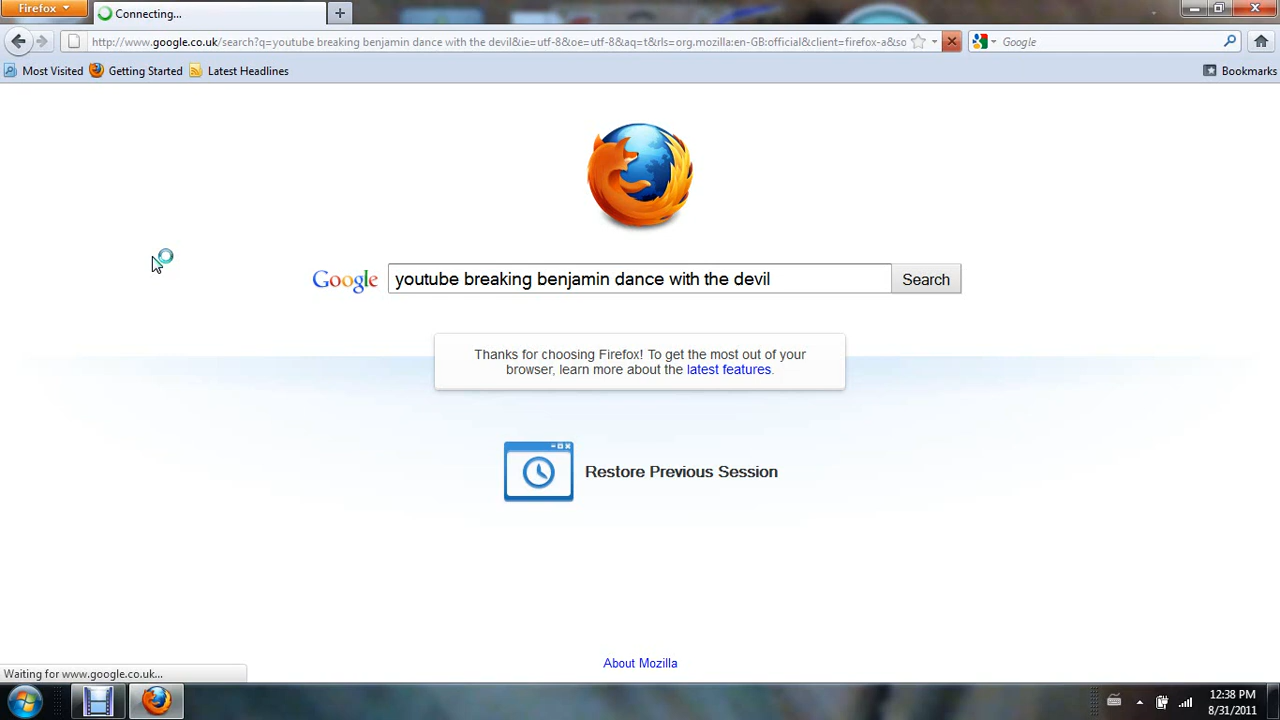 Firefox
Connecting...
http://www.google.co.uk/search?q=youtube breaking benjamin dance with the devil&ie=utf-8&oe=utf-8&aq=t&rls=org.mozilla:en-GB:official&client=firefox-a&so
Google
Most Visited
Getting Started
Latest Headlines
Bookmarks
Google
youtube breaking benjamin dance with the devil
Search
Thanks for choosing Firefox! To get the most out of your
browser, learn more about the latest features.
Restore Previous Session
About Mozilla
Waiting for www.google.co.uk...
12:38 PM
8/31/2011